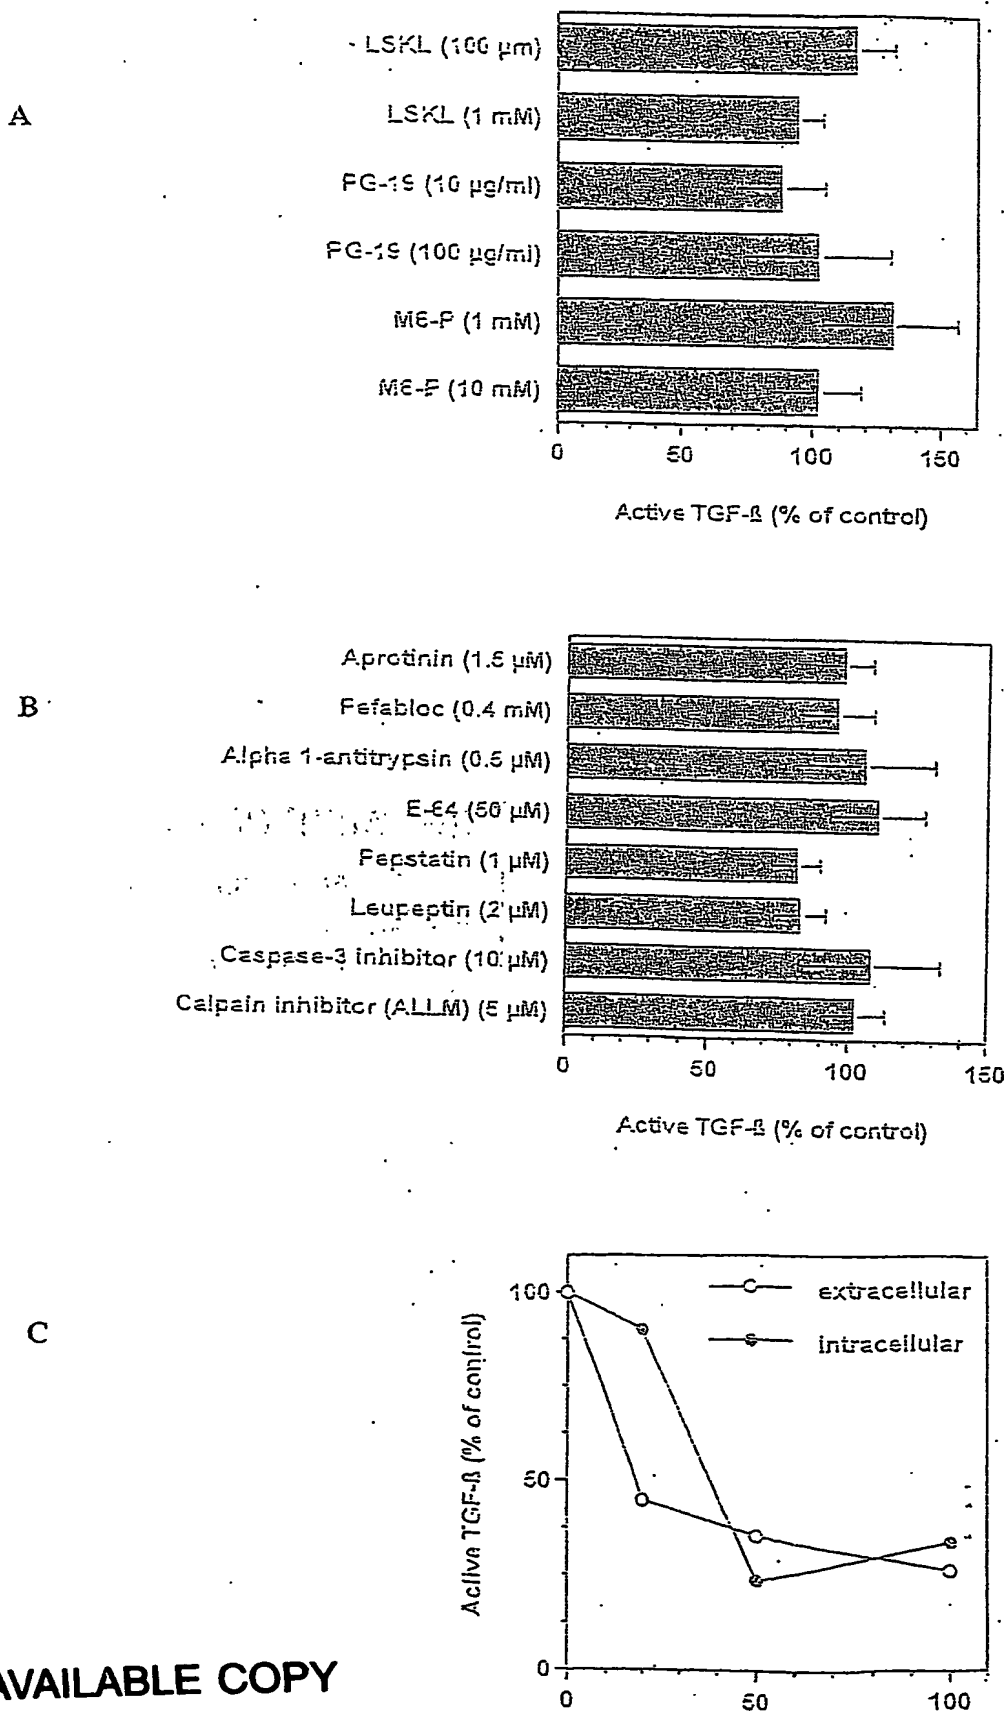 A
LSKL (100 µm)
LSKL (1 mM)
PG-19 (10 µg/ml)
PG-19 (100 µg/ml)
M6-P (1 mM)
M6-P (10 mM)
0 50 100 150
Active TGF-ß (% of control)
B
Aprotinin (1.5 µM)
Pefabloc (0.4 mM)
Alpha 1-antitrypsin (0.5 µM)
E-64 (50 µM)
Pepstatin (1 µM)
Leupeptin (2 µM)
Caspase-3 inhibitor (10 µM)
Calpain inhibitor (ALLM) (5 µM)
0 50 100 150
Active TGF-ß (% of control)
C
extracellular
intracellular
Active TGF-ß (% of control)
100
50
0
0 50 100
AVAILABLE COPY